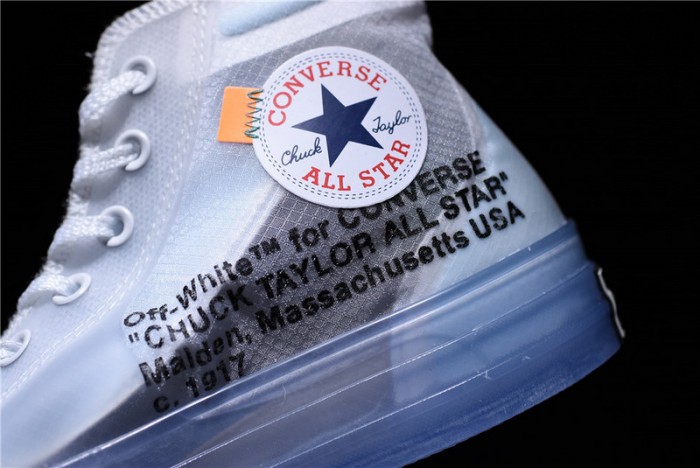 CONVERSE
Chuck Taylor
ALL STAR
Off-White™ for CONVERSE
"CHUCK TAYLOR ALL STAR"
Malden, Massachusetts USA
c. 1917